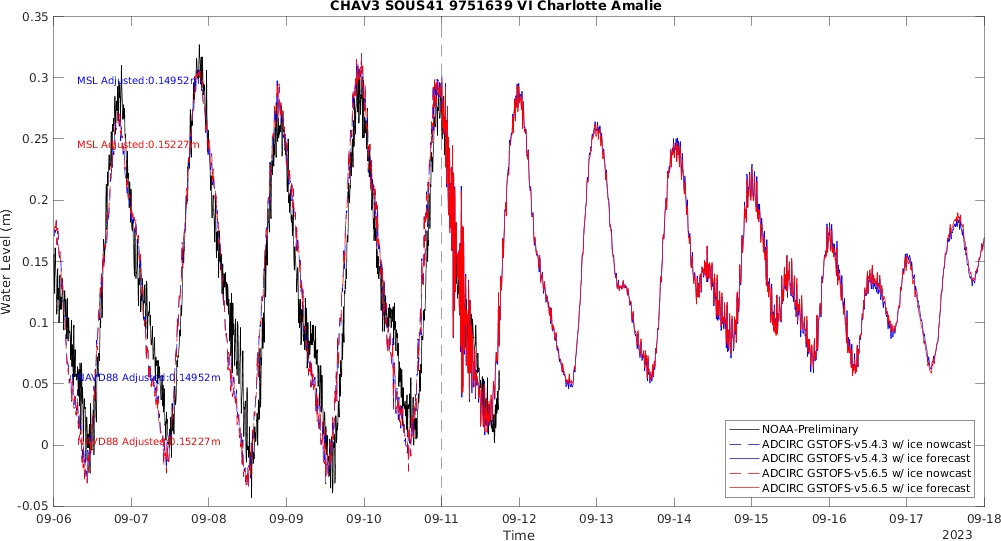 CHAV3 SOUS41 9751639 VI Charlotte Amalie
0.35
0.3
0.25
0.2
0.15
0.1
0.05
0
-0.05
Water Level (m)
MSL Adjusted:0.14952m
MSL Adjusted:0.15227m
NAVD88 Adjusted:0.14952m
NAVD88 Adjusted:0.15227m
NOAA-Preliminary
ADCIRC GSTOFS-v5.4.3 w/ ice nowcast
ADCIRC GSTOFS-v5.4.3 w/ ice forecast
ADCIRC GSTOFS-v5.6.5 w/ ice nowcast
ADCIRC GSTOFS-v5.6.5 w/ ice forecast
09-06 09-07 09-08 09-09 09-10 09-11 09-12 09-13 09-14 09-15 09-16 09-17 09-18
Time
2023